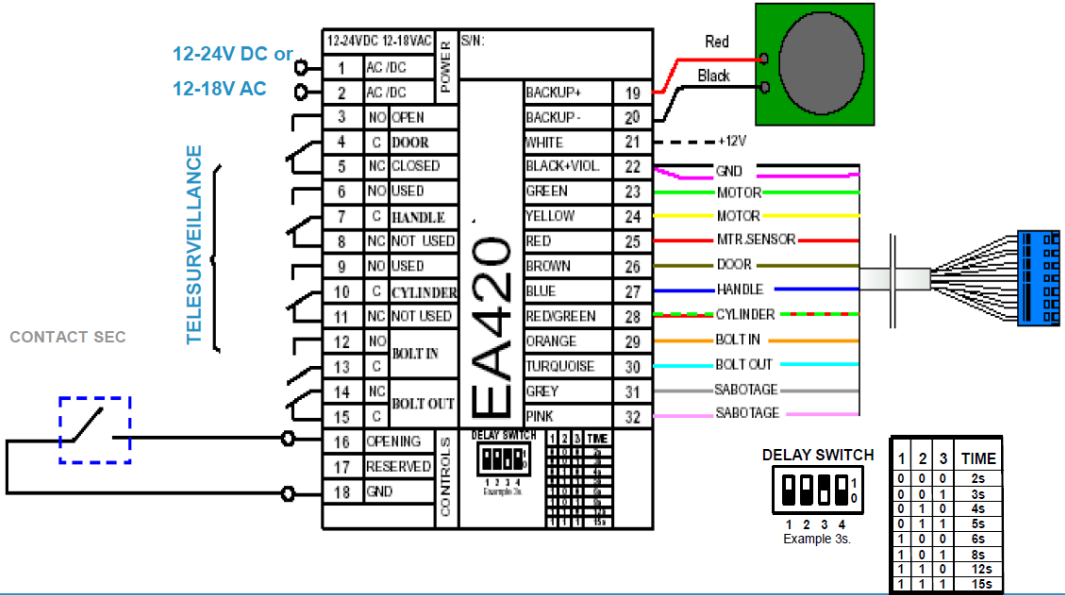 12-24V DC or
12-18V AC
TELESURVEILLANCE
CONTACT SEC
12-24VDC 12-18VAC
POWER
S/N:
1 AC /DC
2 AC /DC
3 NO OPEN
4 C DOOR
5 NC CLOSED
6 NO USED
7 C HANDLE
8 NC NOT USED
9 NO USED
10 C CYLINDER
11 NC NOT USED
12 NO
BOLT IN
13 C
14 NC
BOLT OUT
15 C
16 OPENING
17 RESERVED
18 GND
CONTROLS
EA420
BACKUP+ 19
BACKUP- 20
WHITE 21
BLACK+VIOL. 22
GREEN 23
YELLOW 24
RED 25
BROWN 26
BLUE 27
RED/GREEN 28
ORANGE 29
TURQUOISE 30
GREY 31
PINK 32
DELAY SWITCH
1 2 3 4
Example 3s.
1 2 3 TIME
1 1 1 15s
Red
Black
+12V
GND
MOTOR
MOTOR
MTR.SENSOR
DOOR
HANDLE
CYLINDER
BOLT IN
BOLT OUT
SABOTAGE
SABOTAGE
DELAY SWITCH
1
0
1 2 3 4
Example 3s.
1 2 3 TIME
0 0 0 2s
0 0 1 3s
0 1 0 4s
0 1 1 5s
1 0 0 6s
1 0 1 8s
1 1 0 12s
1 1 1 15s